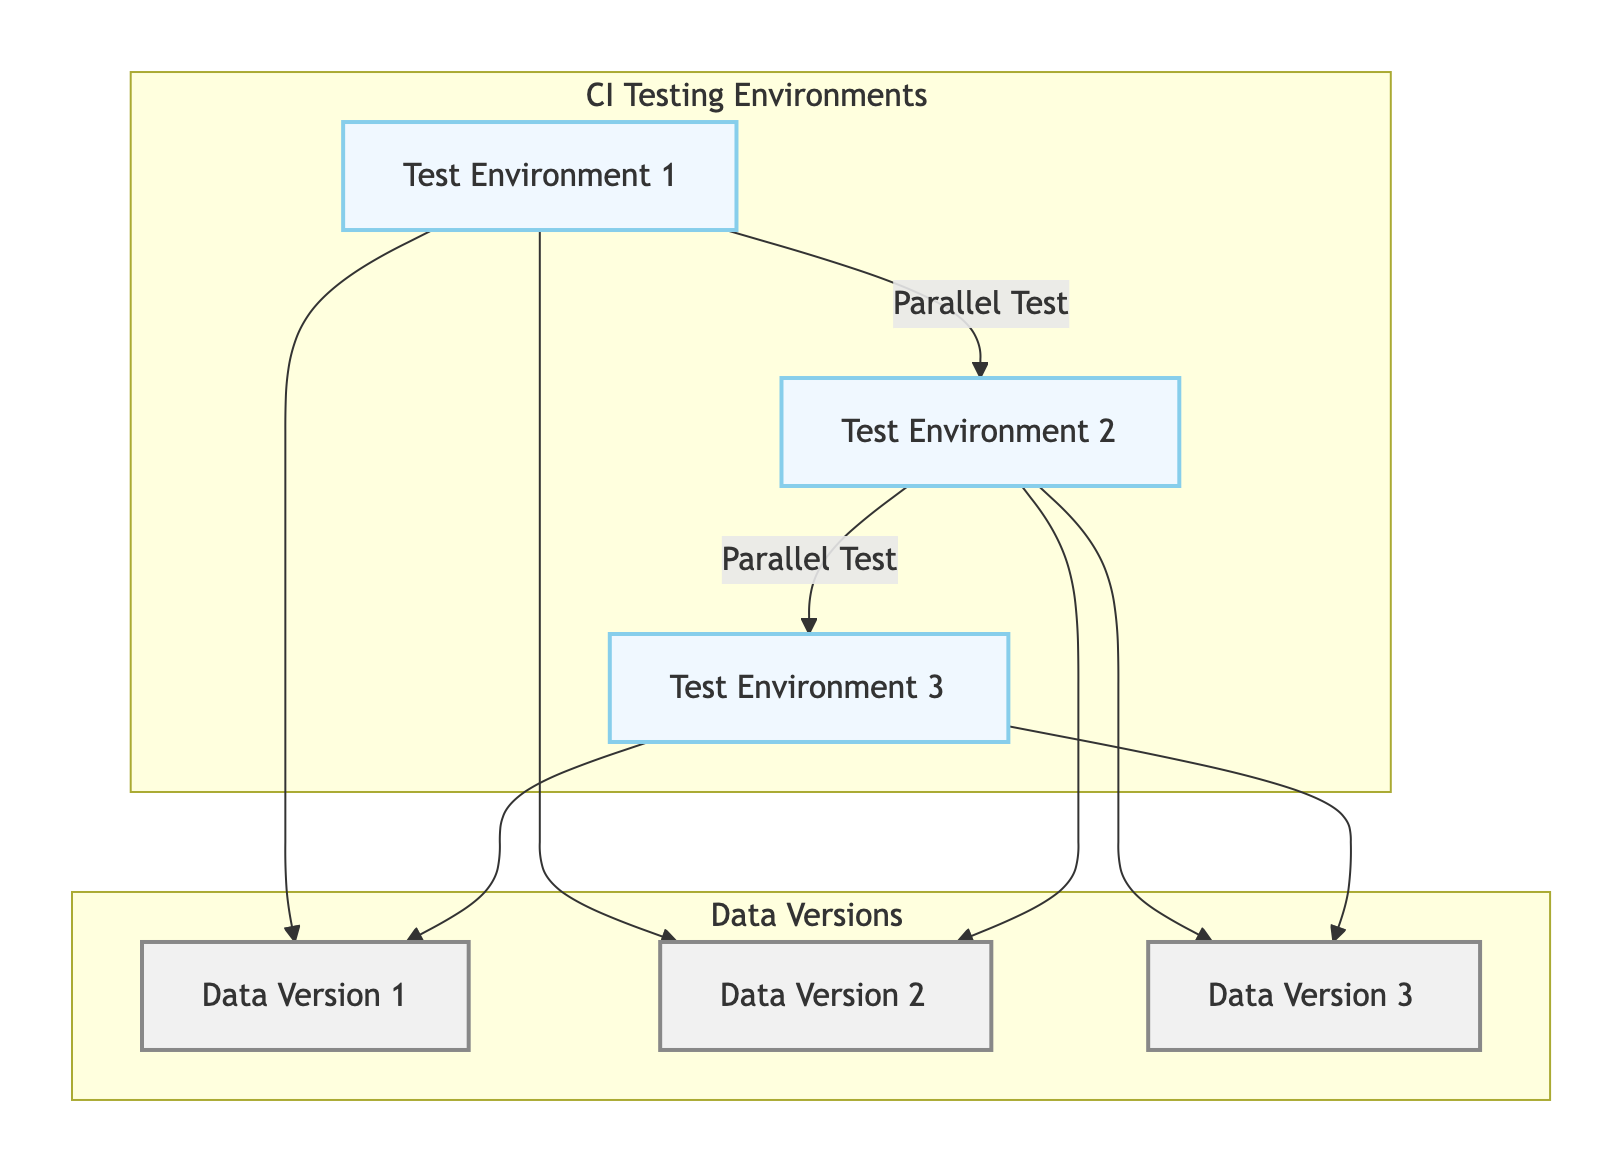 CI Testing Environments
Test Environment 1
Parallel Test
Test Environment 2
Parallel Test
Test Environment 3
Data Versions
Data Version 1
Data Version 2
Data Version 3